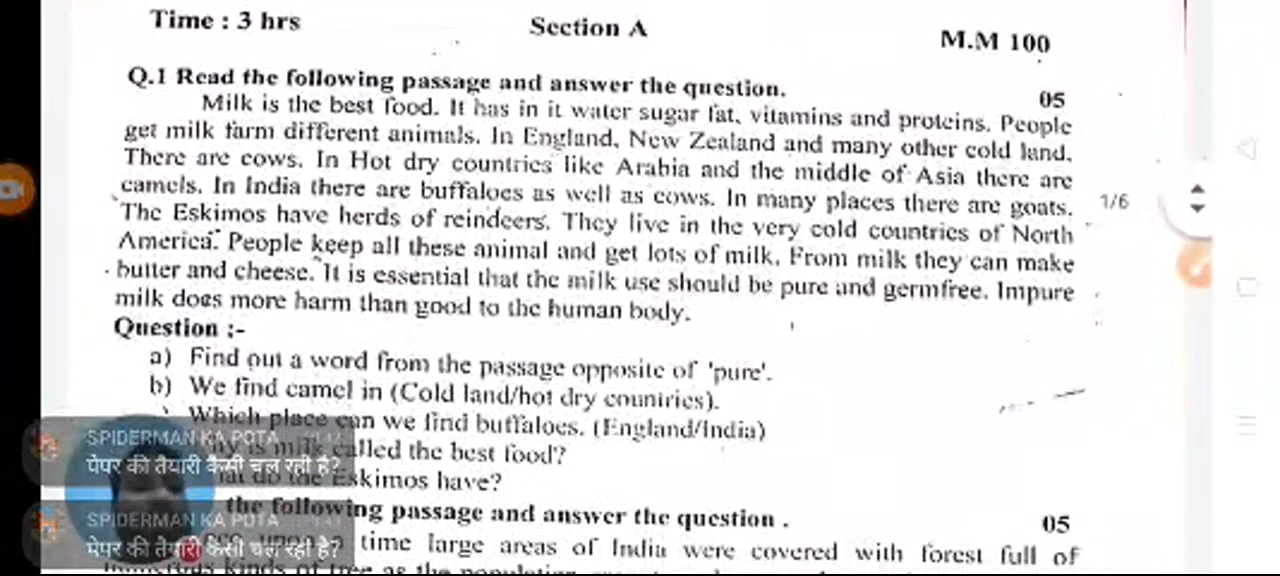 Time : 3 hrs
Section A
M.M 100
Q.1 Read the following passage and answer the question.
05
Milk is the best food. It has in it water sugar fat, vitamins and proteins. People
get milk farm different animals. In England, New Zealand and many other cold land.
There are cows. In Hot dry countries like Arabia and the middle of Asia there are
camels. In India there are buffaloes as well as cows. In many places there are goats.
1/6
The Eskimos have herds of reindeers. They live in the very cold countries of North
America. People keep all these animal and get lots of milk. From milk they can make
butter and cheese. It is essential that the milk use should be pure and germfree. Impure
milk does more harm than good to the human body.
Question :-
a) Find out a word from the passage opposite of 'pure'.
b) We find camel in (Cold land/hot dry countries).
Which place can we find buffaloes. (England/India)
SPIDERMAN KA POTA
is milk called the best food?
पेपर की तैयारी कैसी चल रही है?
do the Eskimos have?
SPIDERMAN KA POTA
the following passage and answer the question .
05
पेपर की तैयारी कैसी चल रही है?
time large areas of India were covered with forest full of
kinds of tree as the population